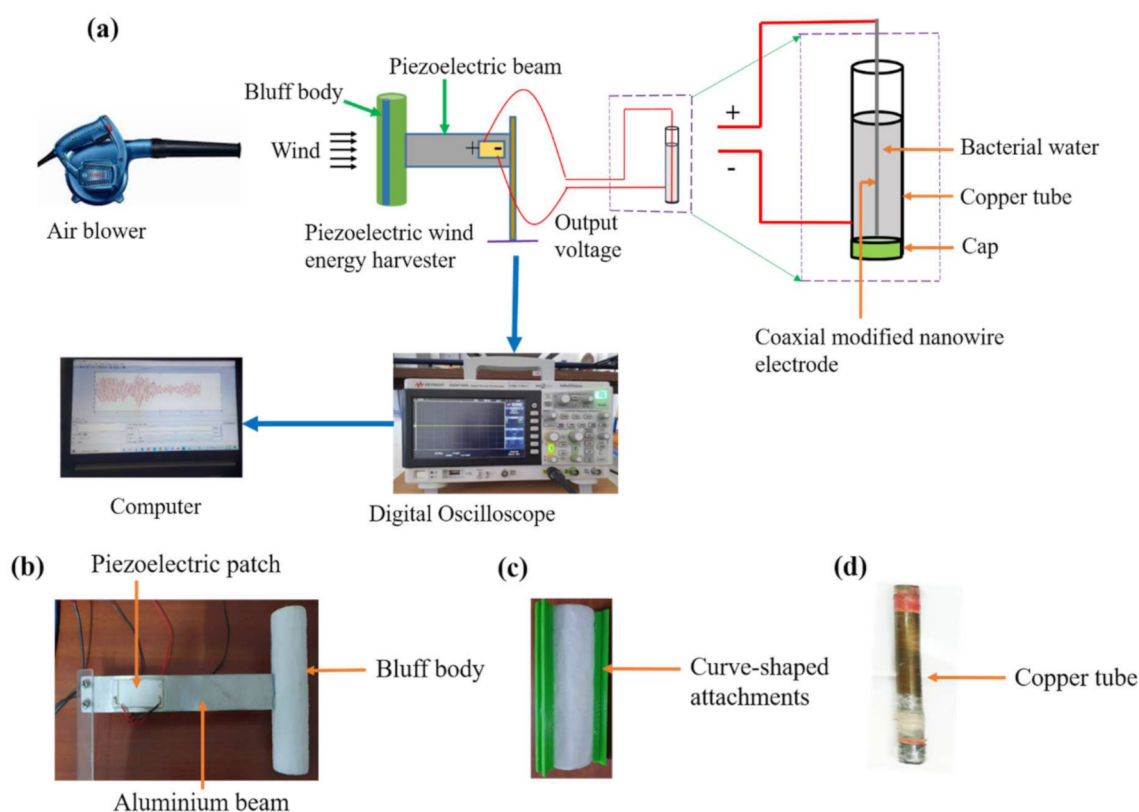 (a)
Piezoelectric beam
Bluff body
Wind
+
-
Air blower
Piezoelectric wind
energy harvester
Output
voltage
+
-
Bacterial water
Copper tube
Cap
Coaxial modified nanowire
electrode
Computer
Digital Oscilloscope
(b)
Piezoelectric patch
Bluff body
Aluminium beam
(c)
Curve-shaped
attachments
(d)
Copper tube